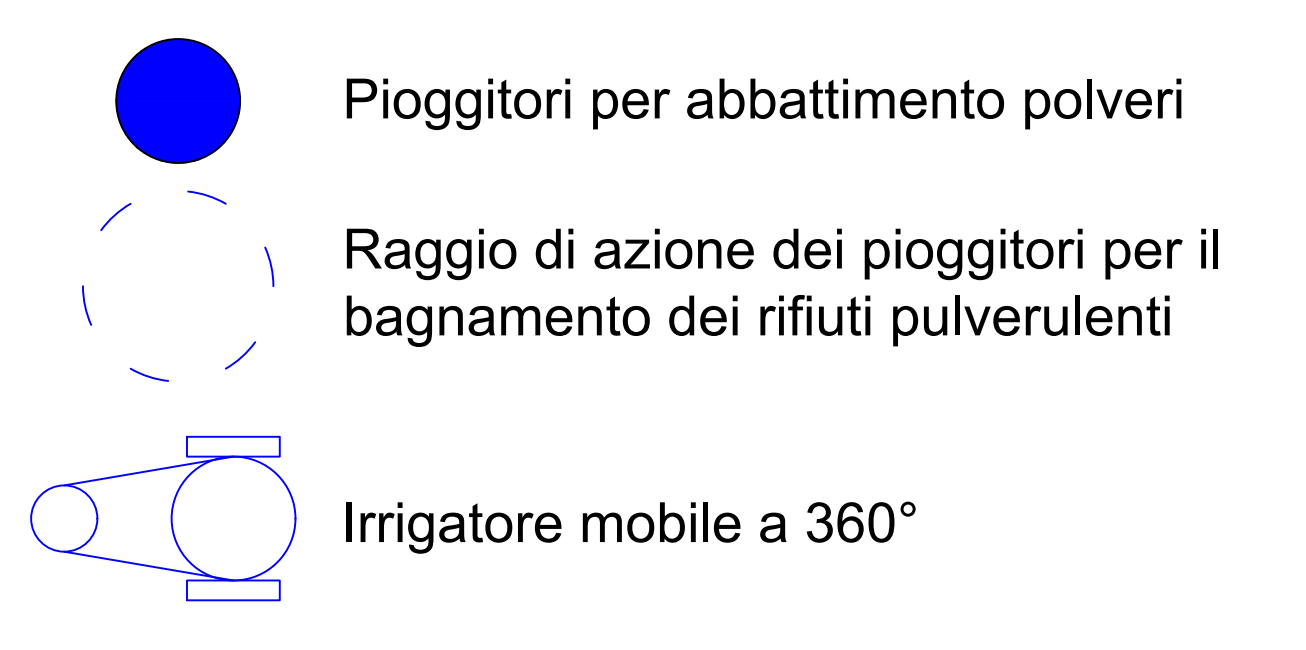 Pioggitori per abbattimento polveri
Raggio di azione dei pioggitori per il
bagnamento dei rifiuti pulverulenti
Irrigatore mobile a 360°